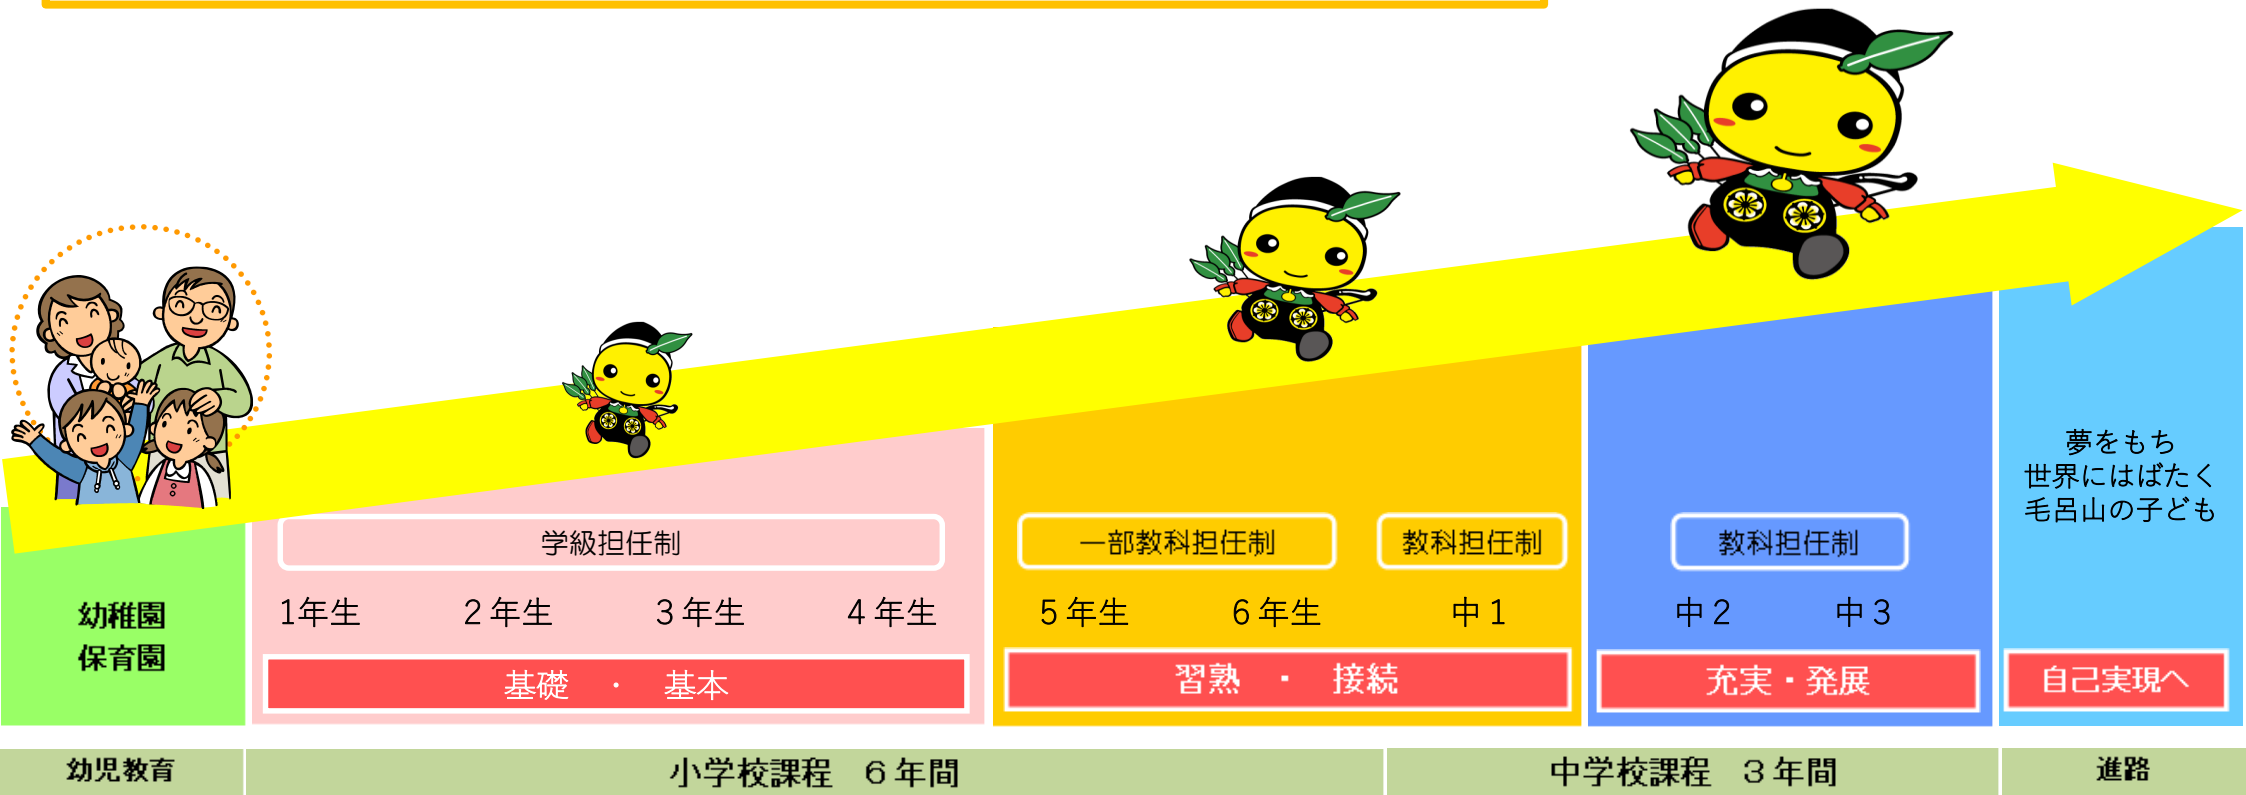 夢をもち
世界にはばたく
毛呂山の子ども
学級担任制
一部教科担任制
教科担任制
教科担任制
幼稚園
保育園
1年生
2年生
3年生
4年生
5年生
6年生
中1
中2
中3
基礎 ・ 基本
習熟 ・ 接続
充実・発展
自己実現へ
幼児教育
小学校課程 6年間
中学校課程 3年間
進路